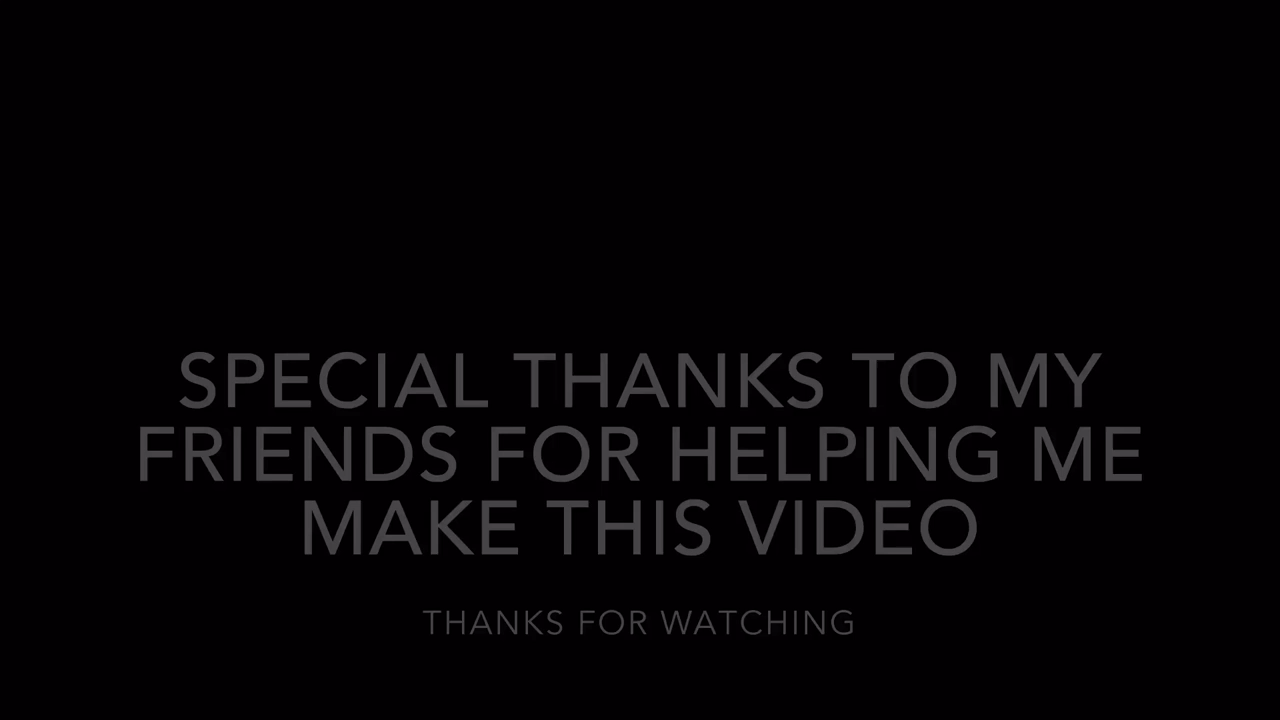 SPECIAL THANKS TO MY
FRIENDS FOR HELPING ME
MAKE THIS VIDEO
THANKS FOR WATCHING